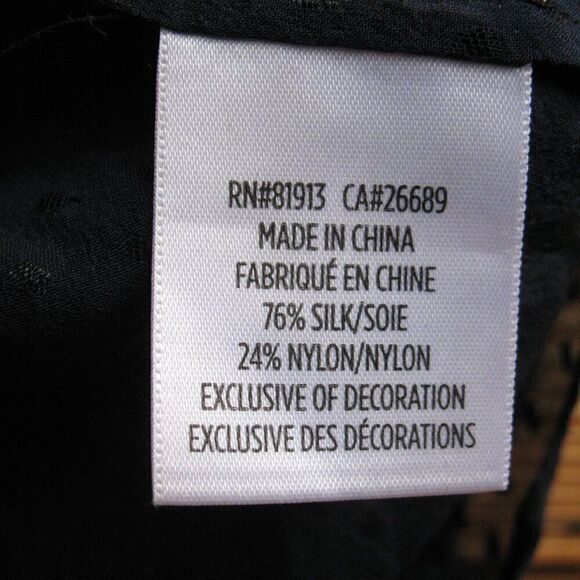 RN#81913 CA#26689
MADE IN CHINA
FABRIQUÉ EN CHINE
76% SILK/SOIE
24% NYLON/NYLON
EXCLUSIVE OF DECORATION
EXCLUSIVE DES DÉCORATIONS